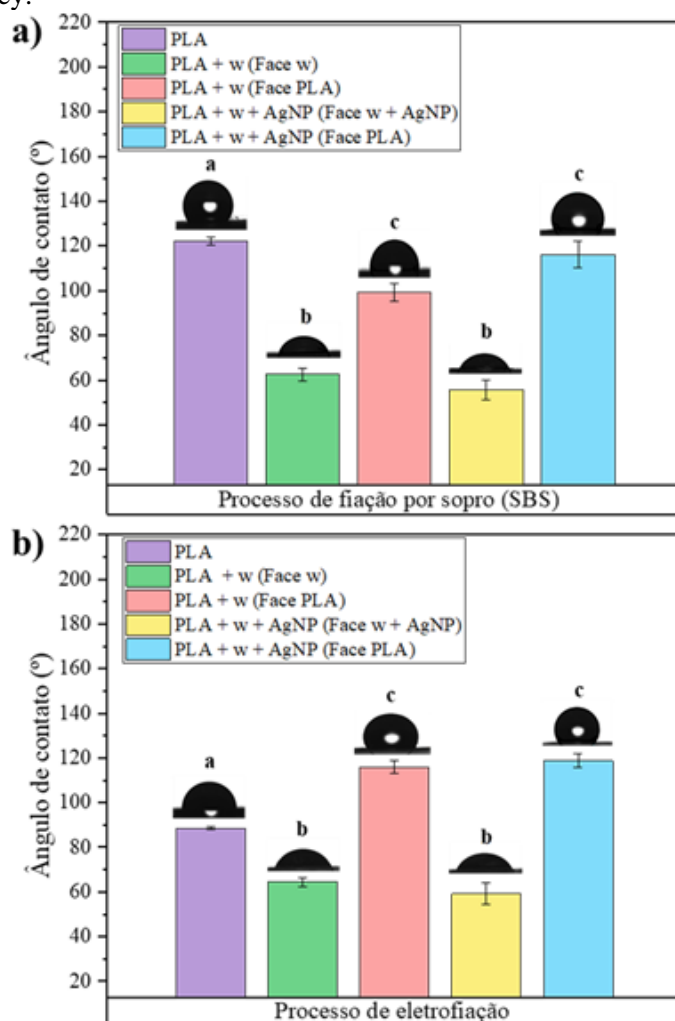 cy.
a)
220
200
180
160
140
120
100
80
60
40
20
Ângulo de contato (º)
PLA
PLA + w (Face w)
PLA + w (Face PLA)
PLA + w + AgNP (Face w + AgNP)
PLA + w + AgNP (Face PLA)
a
b
c
b
c
Processo de fiação por sopro (SBS)
b)
220
200
180
160
140
120
100
80
60
40
20
Ângulo de contato (º)
PLA
PLA + w (Face w)
PLA + w (Face PLA)
PLA + w + AgNP (Face w + AgNP)
PLA + w + AgNP (Face PLA)
a
b
c
b
c
Processo de eletrofiação